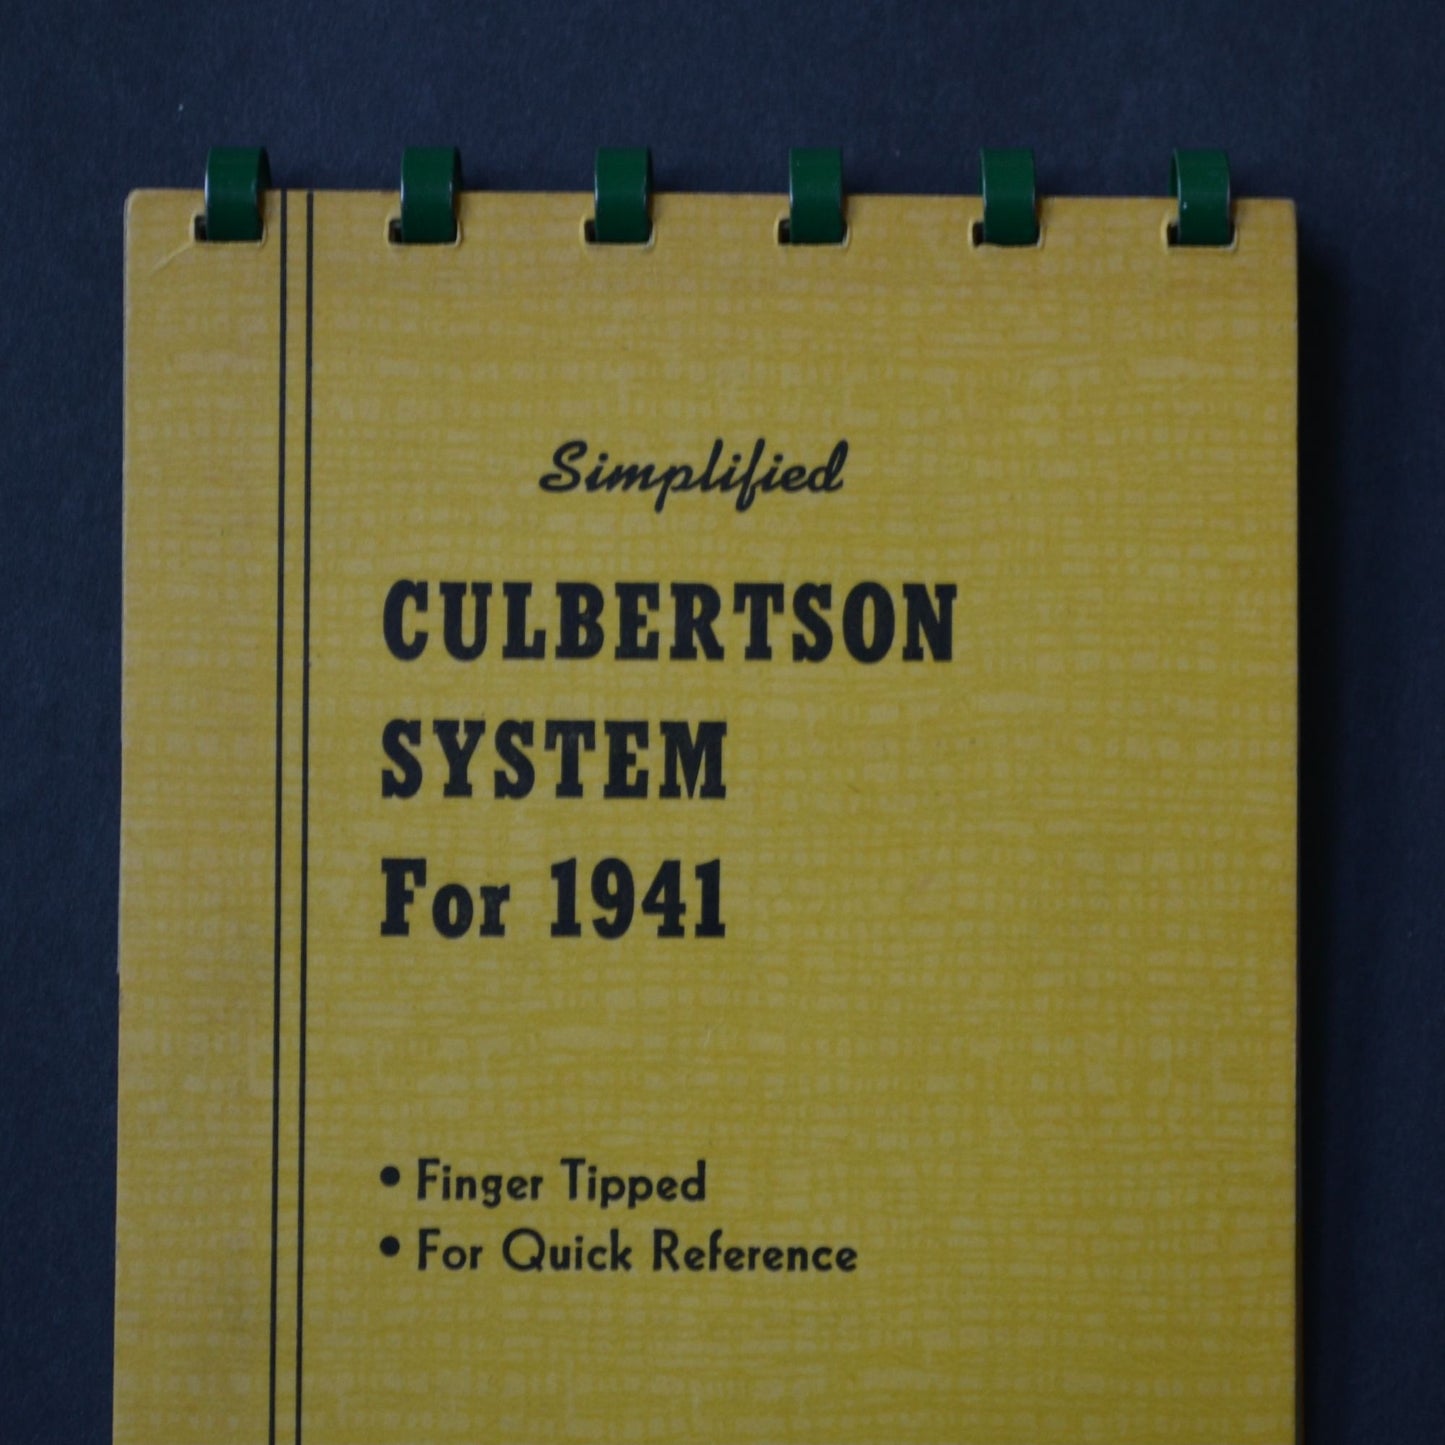 Simplified
CULBERTSON
SYSTEM
For 1941
• Finger Tipped
• For Quick Reference